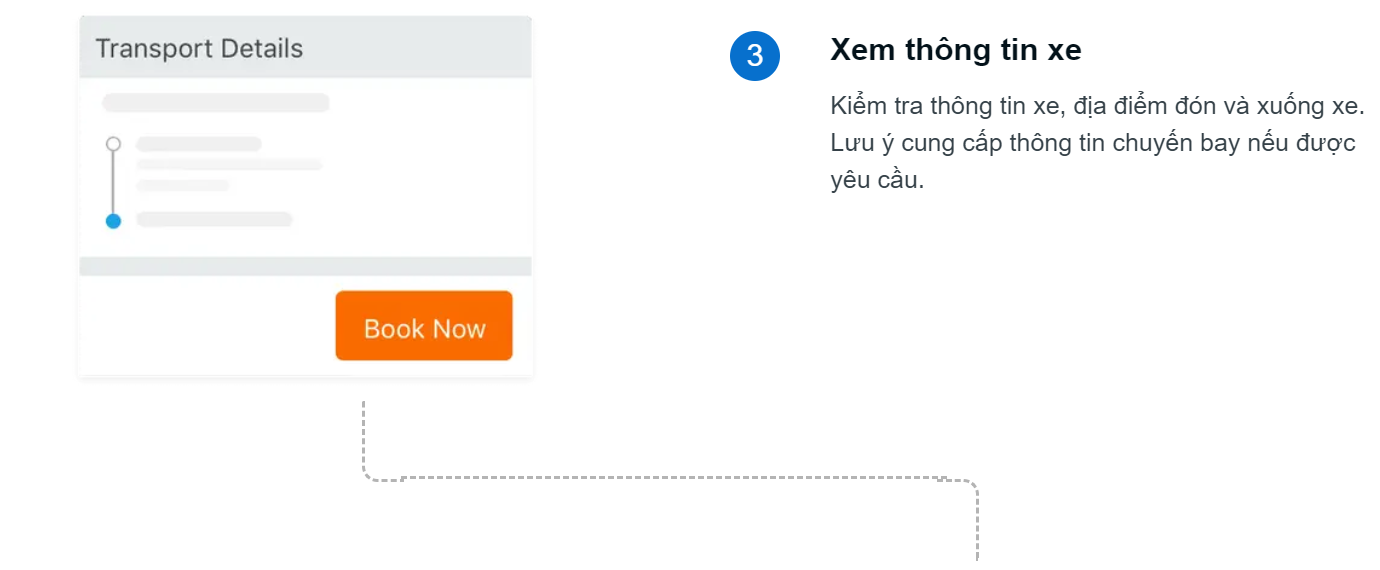 Transport Details
Book Now
3
Xem thông tin xe
Kiểm tra thông tin xe, địa điểm đón và xuống xe.
Lưu ý cung cấp thông tin chuyến bay nếu được
yêu cầu.